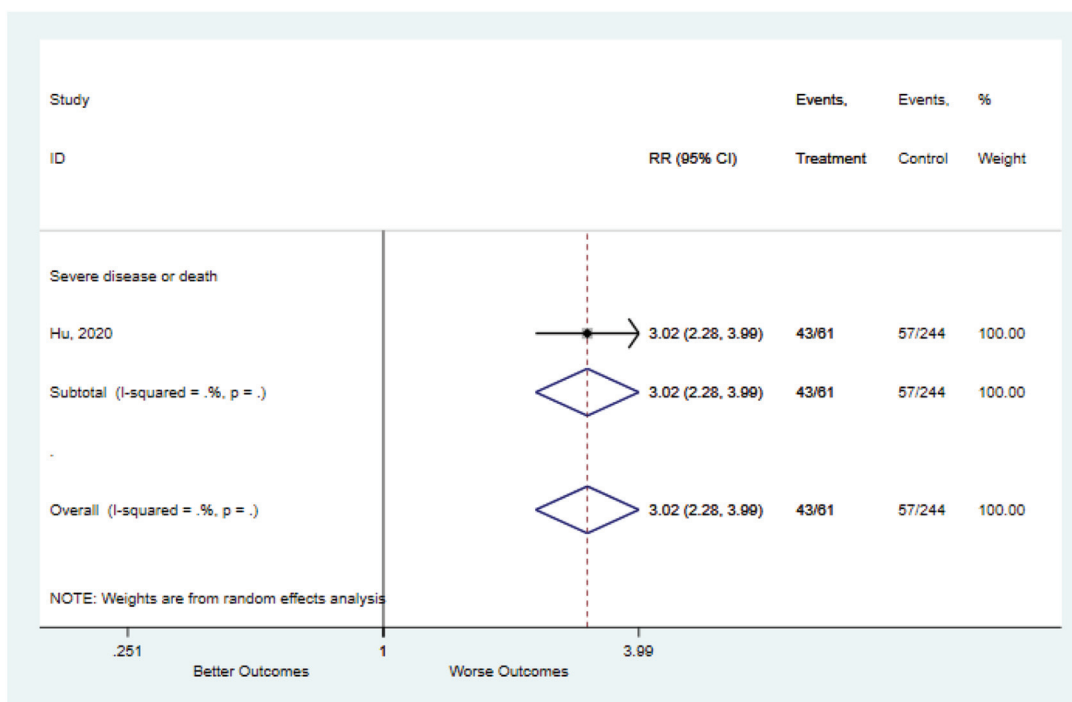 Study Events, Events, %
ID RR (95% CI) Treatment Control Weight
Severe disease or death
Hu, 2020 3.02 (2.28, 3.99) 43/61 57/244 100.00
Subtotal (I-squared = .%, p = .) 3.02 (2.28, 3.99) 43/61 57/244 100.00
.
Overall (I-squared = .%, p = .) 3.02 (2.28, 3.99) 43/61 57/244 100.00
NOTE: Weights are from random effects analysis
.251 1 3.99
Better Outcomes Worse Outcomes